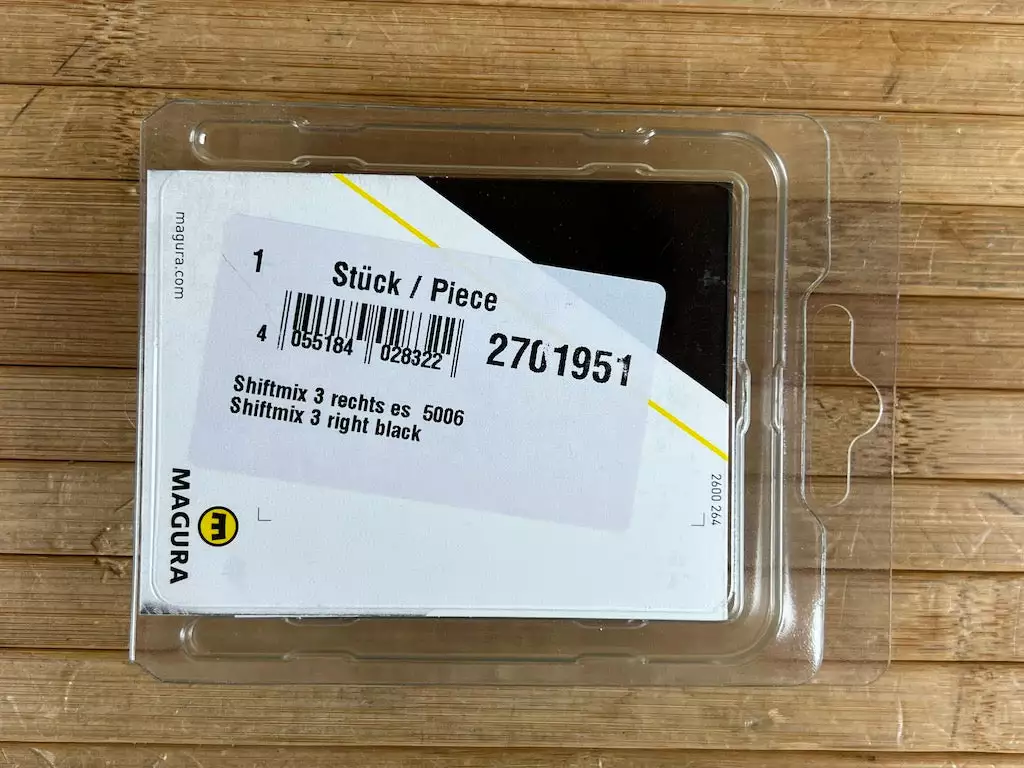 magura.com
1 Stück / Piece
4 055184 028322 2701951
Shiftmix 3 rechts es 5006
Shiftmix 3 right black
2600 264
MAGURA